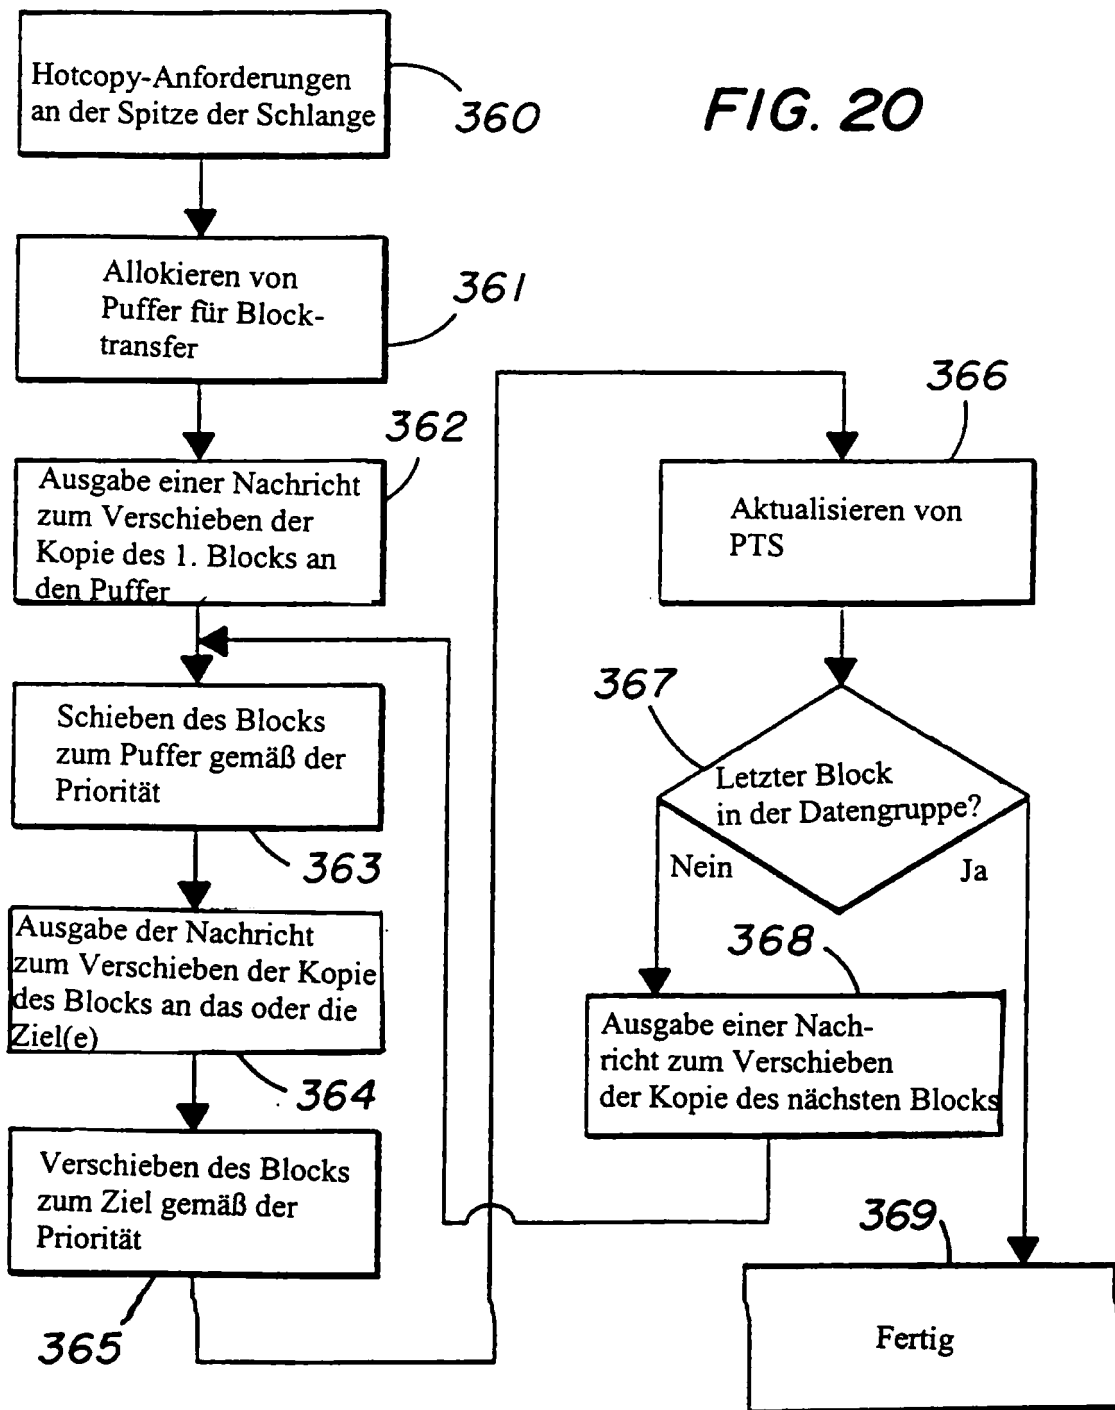 Hotcopy-Anforderungen
an der Spitze der Schlange
360
FIG. 20
Allokieren von
Puffer für Block-
transfer
361
362
Ausgabe einer Nachricht
zum Verschieben der
Kopie des 1. Blocks an
den Puffer
Schieben des Blocks
zum Puffer gemäß der
Priorität
363
Ausgabe der Nachricht
zum Verschieben der Kopie
des Blocks an das oder die
Ziel(e)
364
Verschieben des Blocks
zum Ziel gemäß der
Priorität
365
366
Aktualisieren von
PTS
367
Letzter Block
in der Datengruppe?
Nein
Ja
368
Ausgabe einer Nach-
richt zum Verschieben
der Kopie des nächsten Blocks
369
Fertig